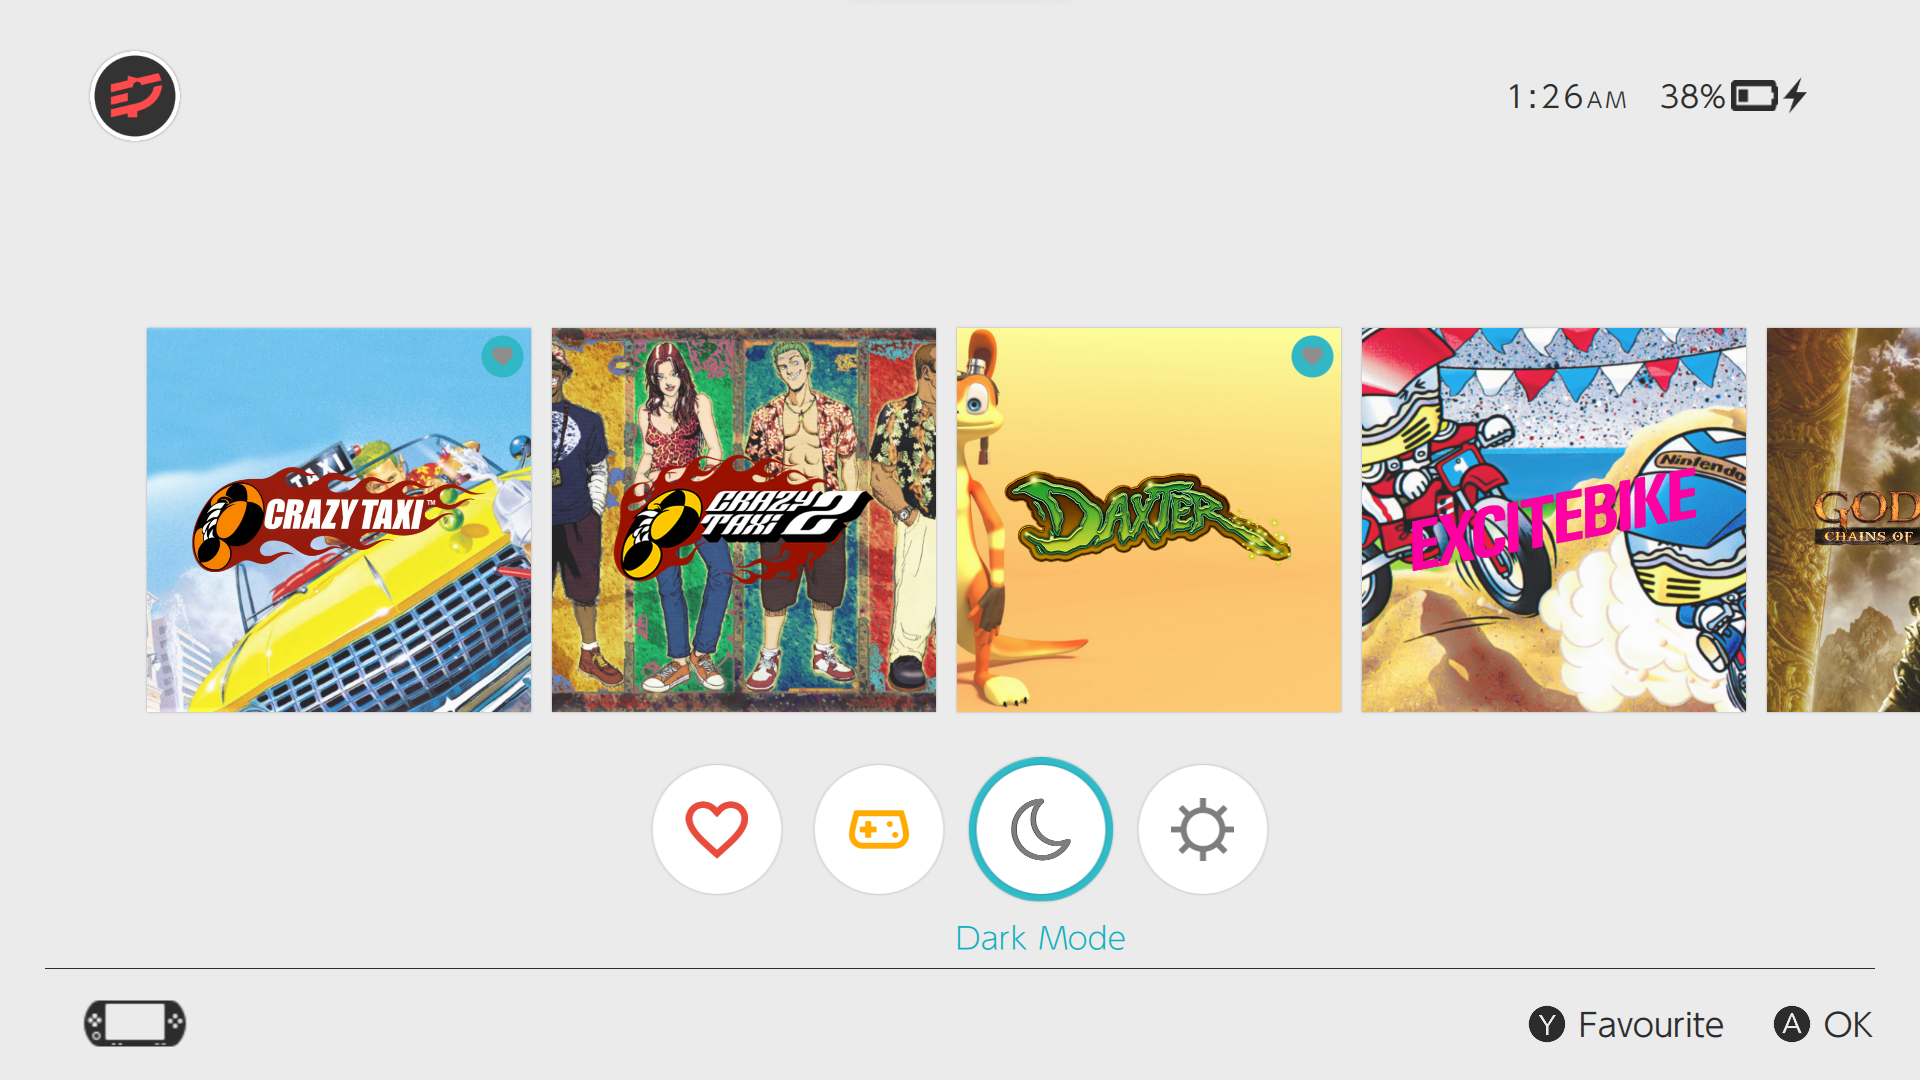 1:26AM 38%
TAXI
CRAZY TAXI™
CRAZY
TAXI 2
DAXTER
Nintendo
EXCITEBIKE
GOD
CHAINS OF
Dark Mode
Y Favourite A OK